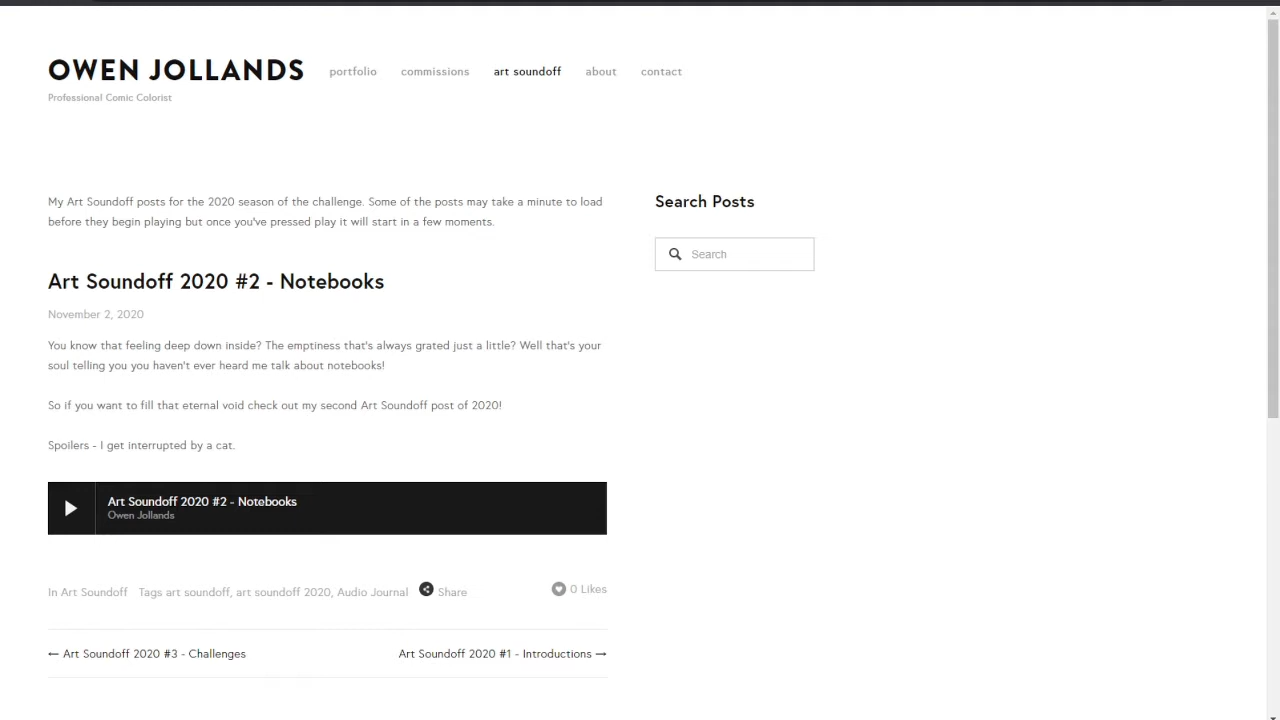 OWEN JOLLANDS
portfolio commissions art soundoff about contact
Professional Comic Colorist
My Art Soundoff posts for the 2020 season of the challenge. Some of the posts may take a minute to load
before they begin playing but once you've pressed play it will start in a few moments.
Search Posts
Search
Art Soundoff 2020 #2 - Notebooks
November 2, 2020
You know that feeling deep down inside? The emptiness that's always grated just a little? Well that's your
soul telling you you haven't ever heard me talk about notebooks!
So if you want to fill that eternal void check out my second Art Soundoff post of 2020!
Spoilers - I get interrupted by a cat.
Art Soundoff 2020 #2 - Notebooks
Owen Jollands
In Art Soundoff Tags art soundoff, art soundoff 2020, Audio Journal Share 0 Likes
← Art Soundoff 2020 #3 - Challenges Art Soundoff 2020 #1 - Introductions →